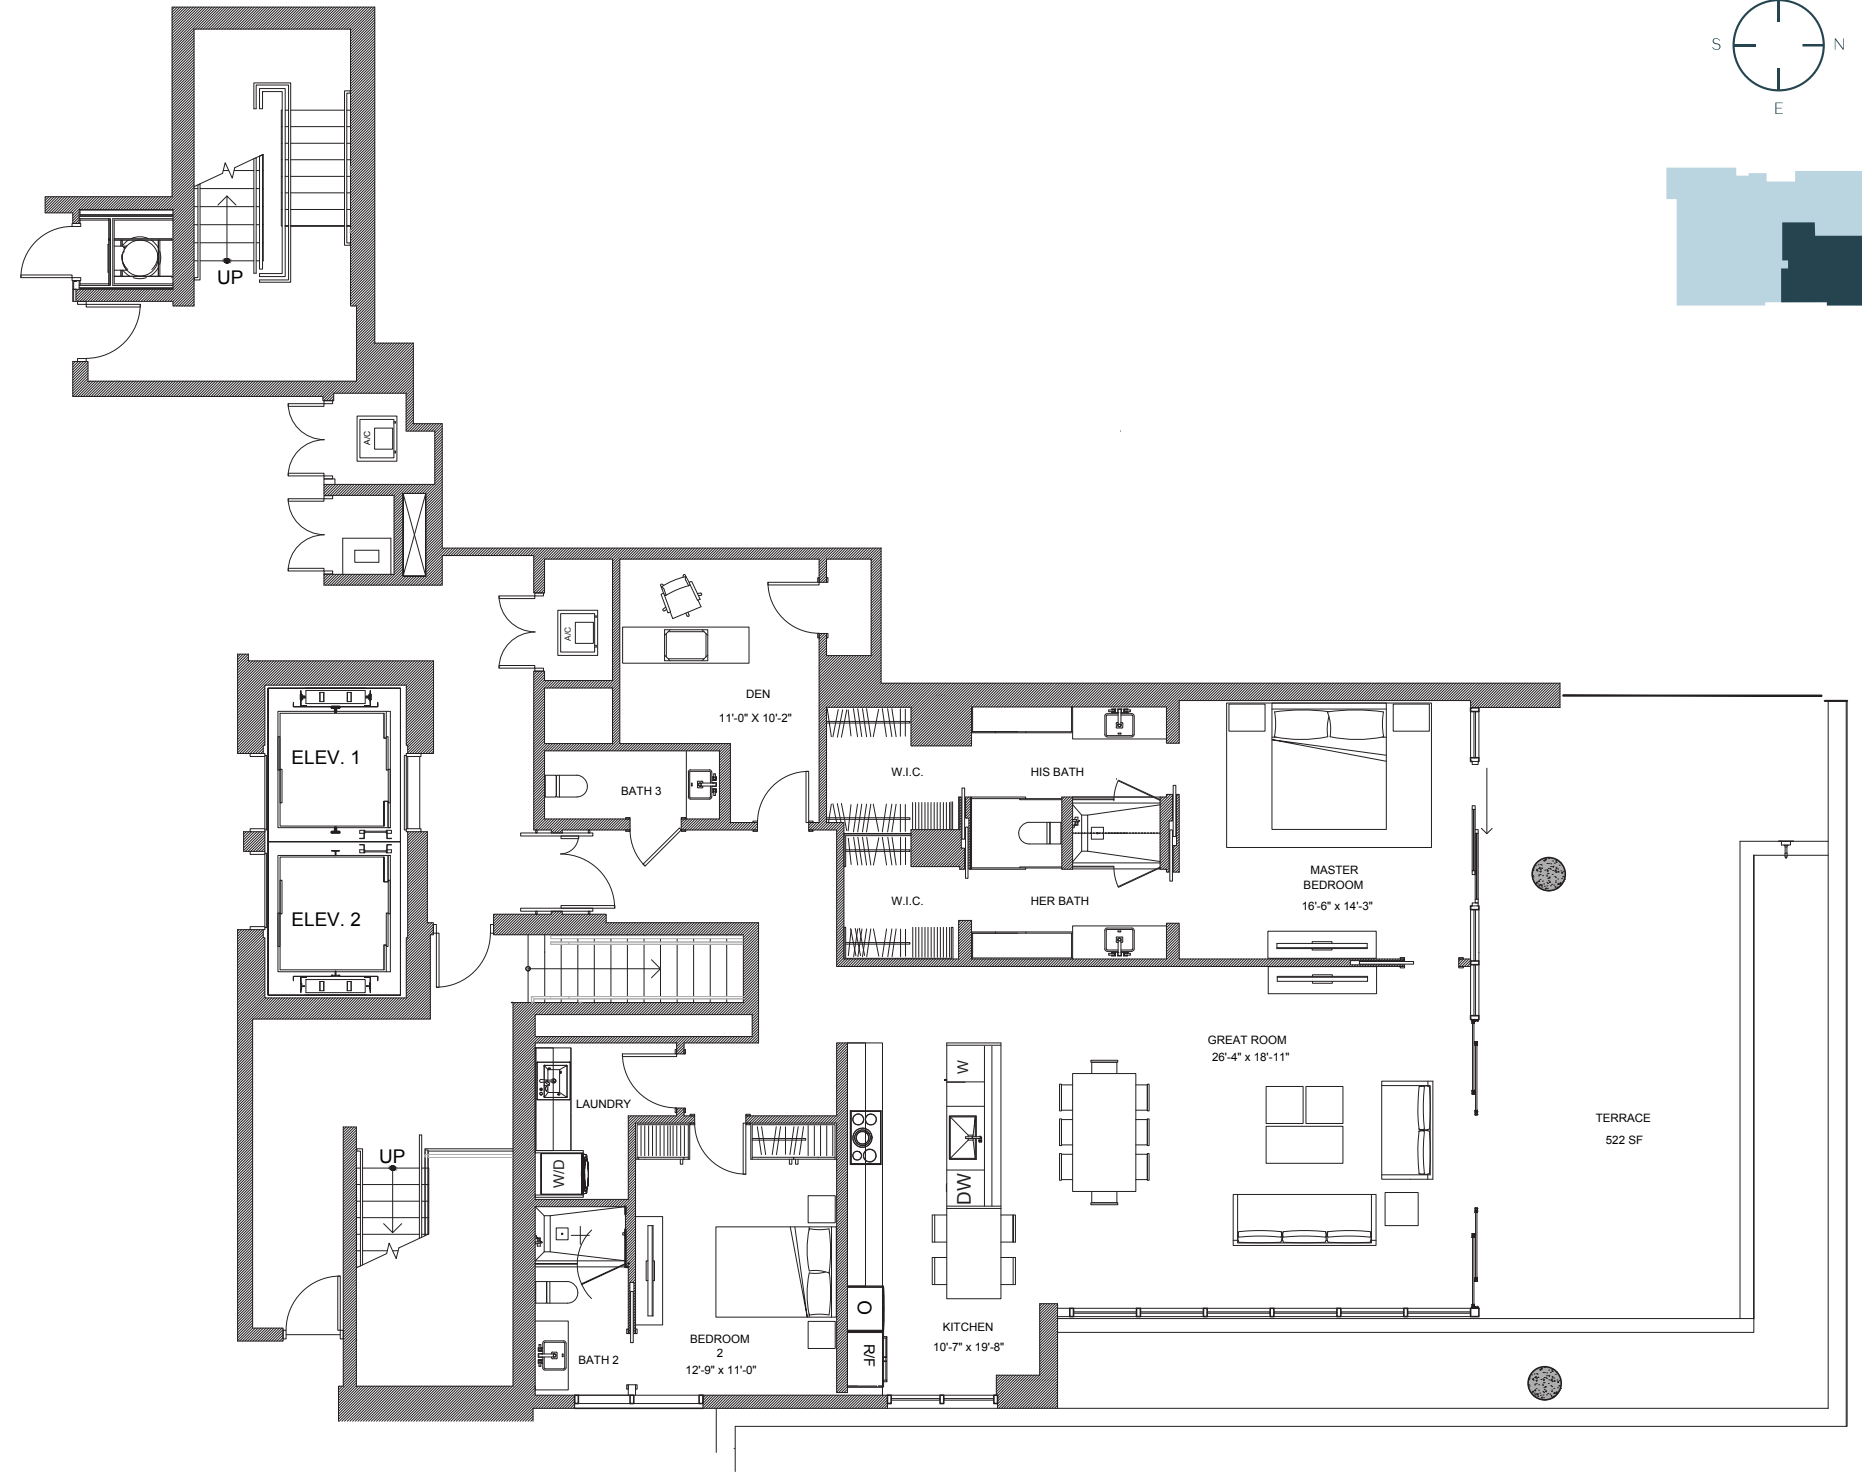 S
N
E
UP
A/C
A/C
DEN
11'-0" X 10'-2"
ELEV. 1
BATH 3
W.I.C.
HIS BATH
MASTER
BEDROOM
16'-6" x 14'-3"
W.I.C.
HER BATH
ELEV. 2
GREAT ROOM
26'-4" x 18'-11"
W
LAUNDRY
TERRACE
522 SF
UP
W/D
DW
O
KITCHEN
10'-7" x 19'-8"
R/F
BEDROOM
2
12'-9" x 11'-0"
BATH 2